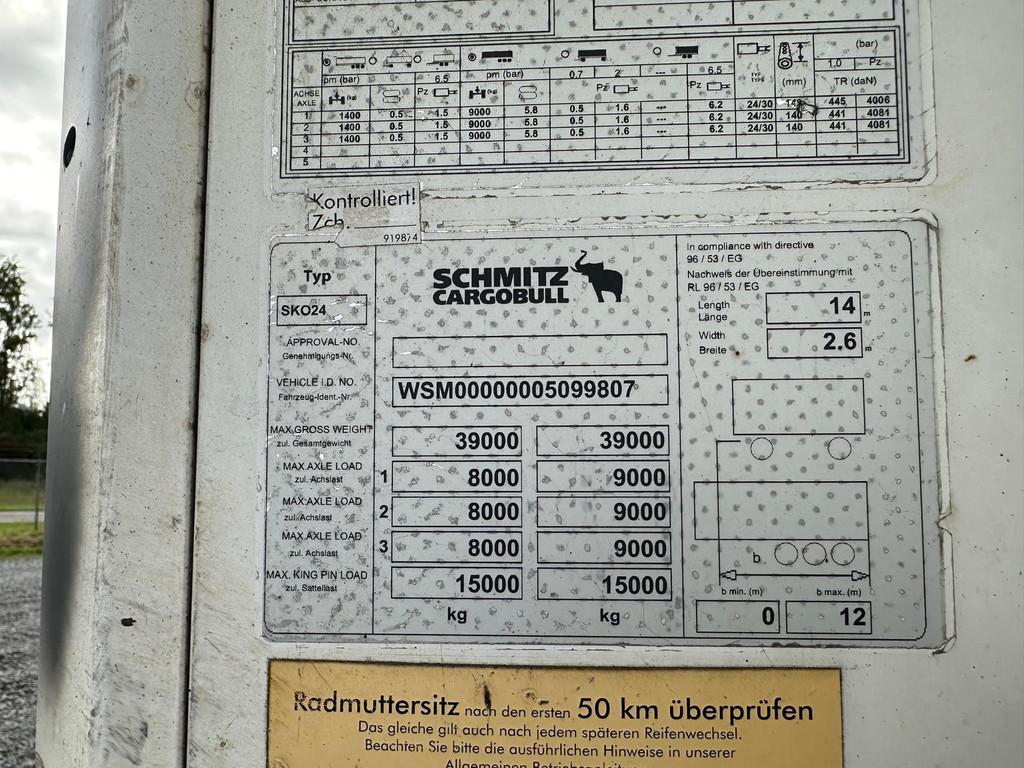 (bar)
pm (bar) 6.5 pm (bar) 0.7 2 --- 6.5 TYP TYPE (mm) 1.0 Pz
ACHSE AXLE Pz Pz Pz TR (daN)
1 1400 0.5 1.5 9000 5.8 0.5 1.6 --- 6.2 24/30 445 4006
2 1400 0.5 1.5 9000 5.8 0.5 1.6 --- 6.2 24/30 140 441 4081
3 1400 0.5 1.5 9000 5.8 0.5 1.6 --- 6.2 24/30 140 441 4081
4
5
Kontrolliert!
Zch
919874
Typ
SKO24
SCHMITZ
CARGOBULL
In compliance with directive
96 / 53 / EG
Nachweis der Übereinstimmung mit
RL 96 / 53 / EG
Length
Länge
14 m
Width
Breite
2.6 m
APPROVAL-NO.
Genehmigungs-Nr.
VEHICLE I.D. NO.
Fahrzeug-Ident.-Nr.
WSM00000005099807
MAX.GROSS WEIGHT
zul. Gesamtgewicht
39000 39000
MAX.AXLE LOAD
zul. Achslast
1 8000 9000
MAX.AXLE LOAD
zul. Achslast
2 8000 9000
MAX.AXLE LOAD
zul. Achslast
3 8000 9000
MAX. KING PIN LOAD
zul. Sattellast
15000 15000
kg kg
b
b min. (m) b max. (m)
0 12
Radmuttersitz nach den ersten 50 km überprüfen
Das gleiche gilt auch nach jedem späteren Reifenwechsel.
Beachten Sie bitte die ausführlichen Hinweise in unserer
Allgemeinen